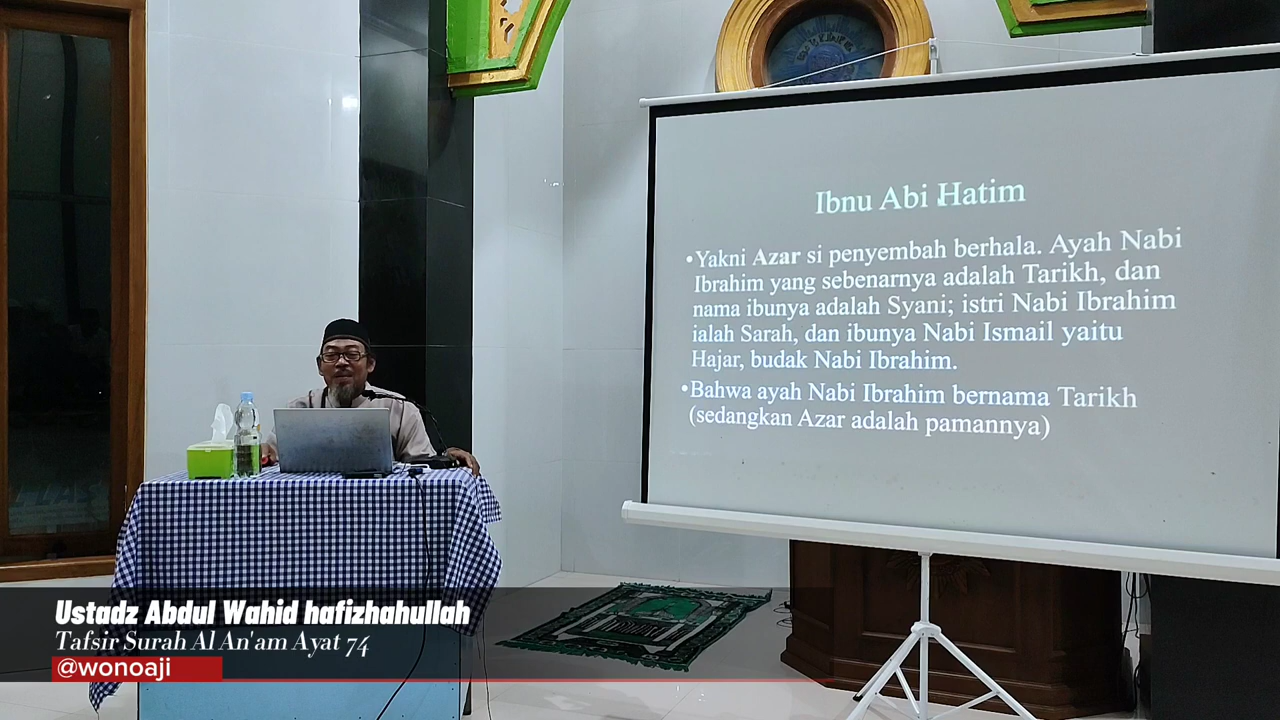 Ibnu Abi Hatim
•Yakni Azar si penyembah berhala. Ayah Nabi
Ibrahim yang sebenarnya adalah Tarikh, dan
nama ibunya adalah Syani; istri Nabi Ibrahim
ialah Sarah, dan ibunya Nabi Ismail yaitu
Hajar, budak Nabi Ibrahim.
•Bahwa ayah Nabi Ibrahim bernama Tarikh
(sedangkan Azar adalah pamannya)
Ustadz Abdul Wahid hafizhahullah
Tafsir Surah Al An'am Ayat 74
@wonoaji